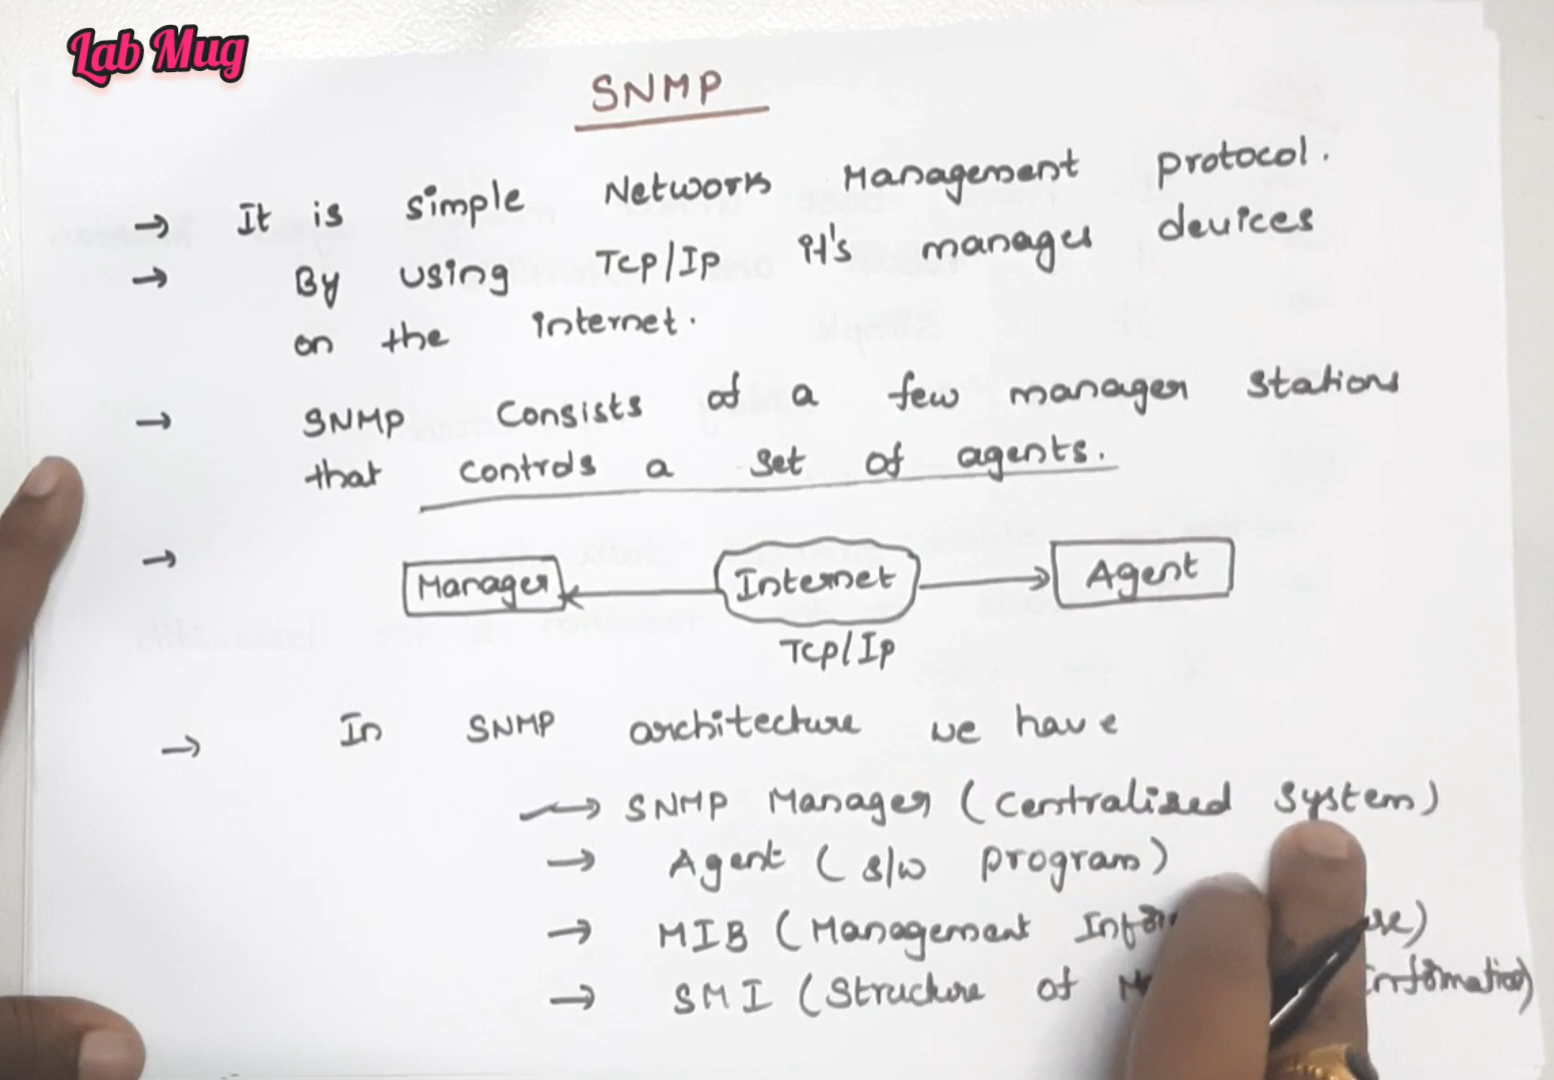 Lab Mug
SNMP
→ It is simple Network Management protocol.
→ By using TCP/IP it's manages devices
on the internet.
→ SNMP Consists of a few manager stations
that controls a set of agents.
→ Manager Internet Agent
TCP/IP
→ In SNMP architecture we have
→ SNMP Manager (Centralized System)
→ Agent (s/w program)
→ MIB (Management
→ SMI (Structure of Information)